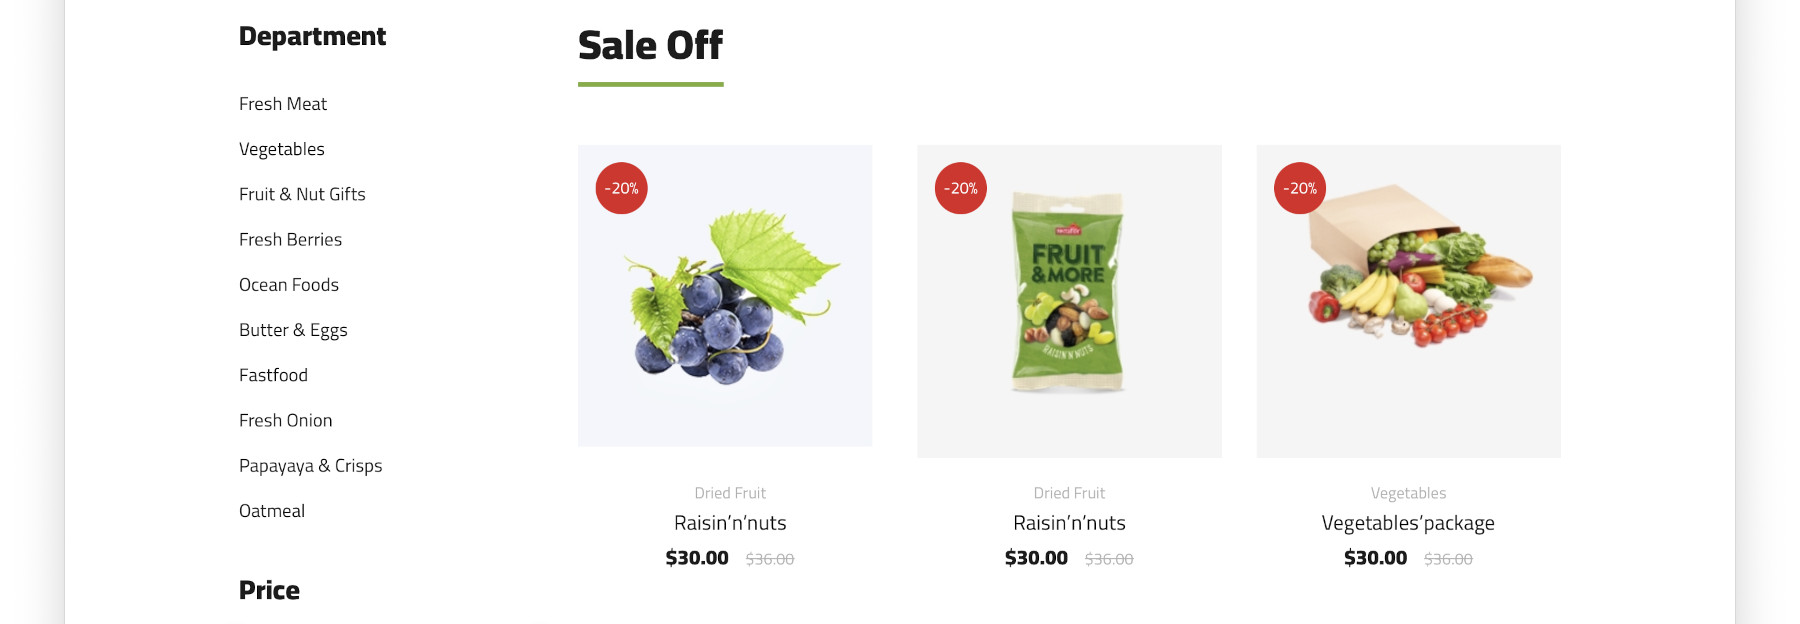 Department
Fresh Meat
Vegetables
Fruit & Nut Gifts
Fresh Berries
Ocean Foods
Butter & Eggs
Fastfood
Fresh Onion
Papayaya & Crisps
Oatmeal
Price
Sale Off
-20%
Dried Fruit
Raisin’n’nuts
$30.00 $36.00
-20%
FRUIT
& MORE
RAISIN'N'NUTS
Dried Fruit
Raisin’n’nuts
$30.00 $36.00
-20%
Vegetables
Vegetables’package
$30.00 $36.00